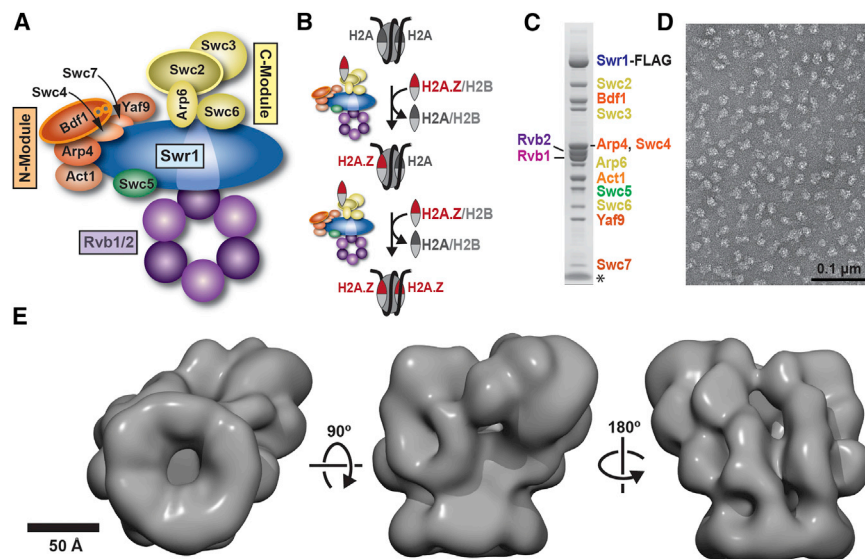 A
Swc7
Swc4
Bdf1
Yaf9
Arp4
Act1
N-Module
Swc3
Swc2
Arp6
Swc6
C-Module
Swr1
Swc5
Rvb1/2
B
H2A
H2A
H2A.Z/H2B
H2A/H2B
H2A.Z
H2A
H2A.Z/H2B
H2A/H2B
H2A.Z
H2A.Z
C
Swr1-FLAG
Swc2
Bdf1
Swc3
Rvb2
Arp4, Swc4
Rvb1
Arp6
Act1
Swc5
Swc6
Yaf9
Swc7
*
D
0.1 µm
E
90º
180º
50 Å